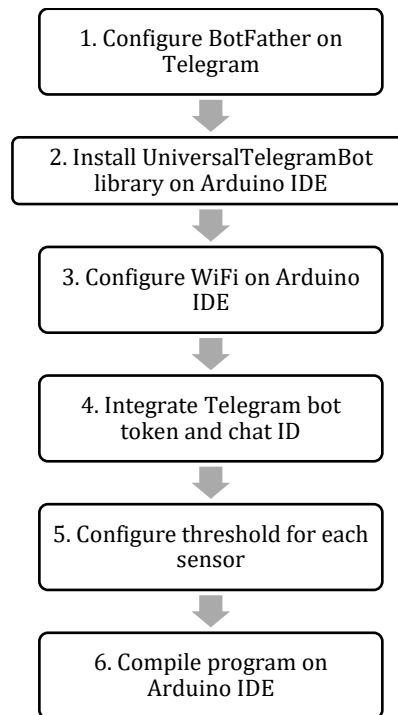 1. Configure BotFather on
Telegram
2. Install UniversalTelegramBot
library on Arduino IDE
3. Configure WiFi on Arduino
IDE
4. Integrate Telegram bot
token and chat ID
5. Configure threshold for each
sensor
6. Compile program on
Arduino IDE